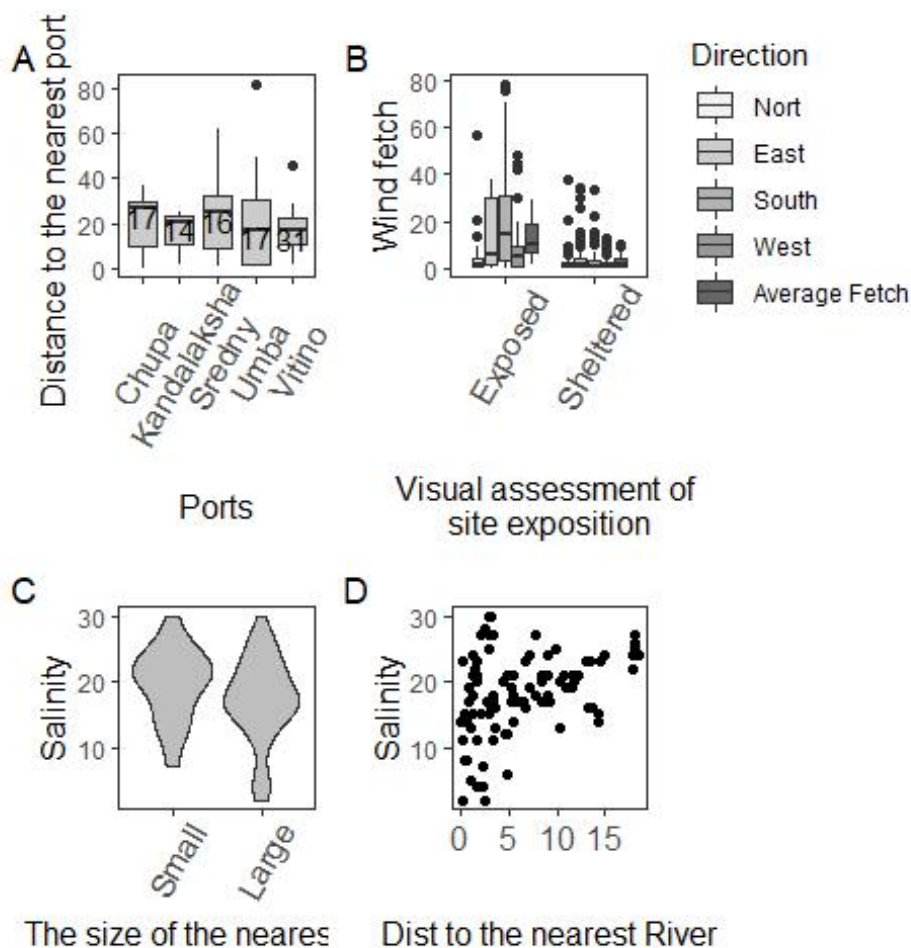 A
Distance to the nearest port
80
60
40
20
0
17
14
16
17
31
Chupa
Kandalaksha
Sredny
Umba
Vitino
Ports
B
Wind fetch
80
60
40
20
0
Exposed
Sheltered
Visual assessment of
site exposition
Direction
Nort
East
South
West
Average Fetch
C
Salinity
30
20
10
Small
Large
The size of the neares
D
Salinity
30
20
10
0 5 10 15
Dist to the nearest River